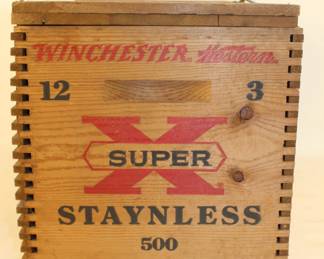 WINCHESTER Western
12 3
SUPER X
STAYNLESS
500